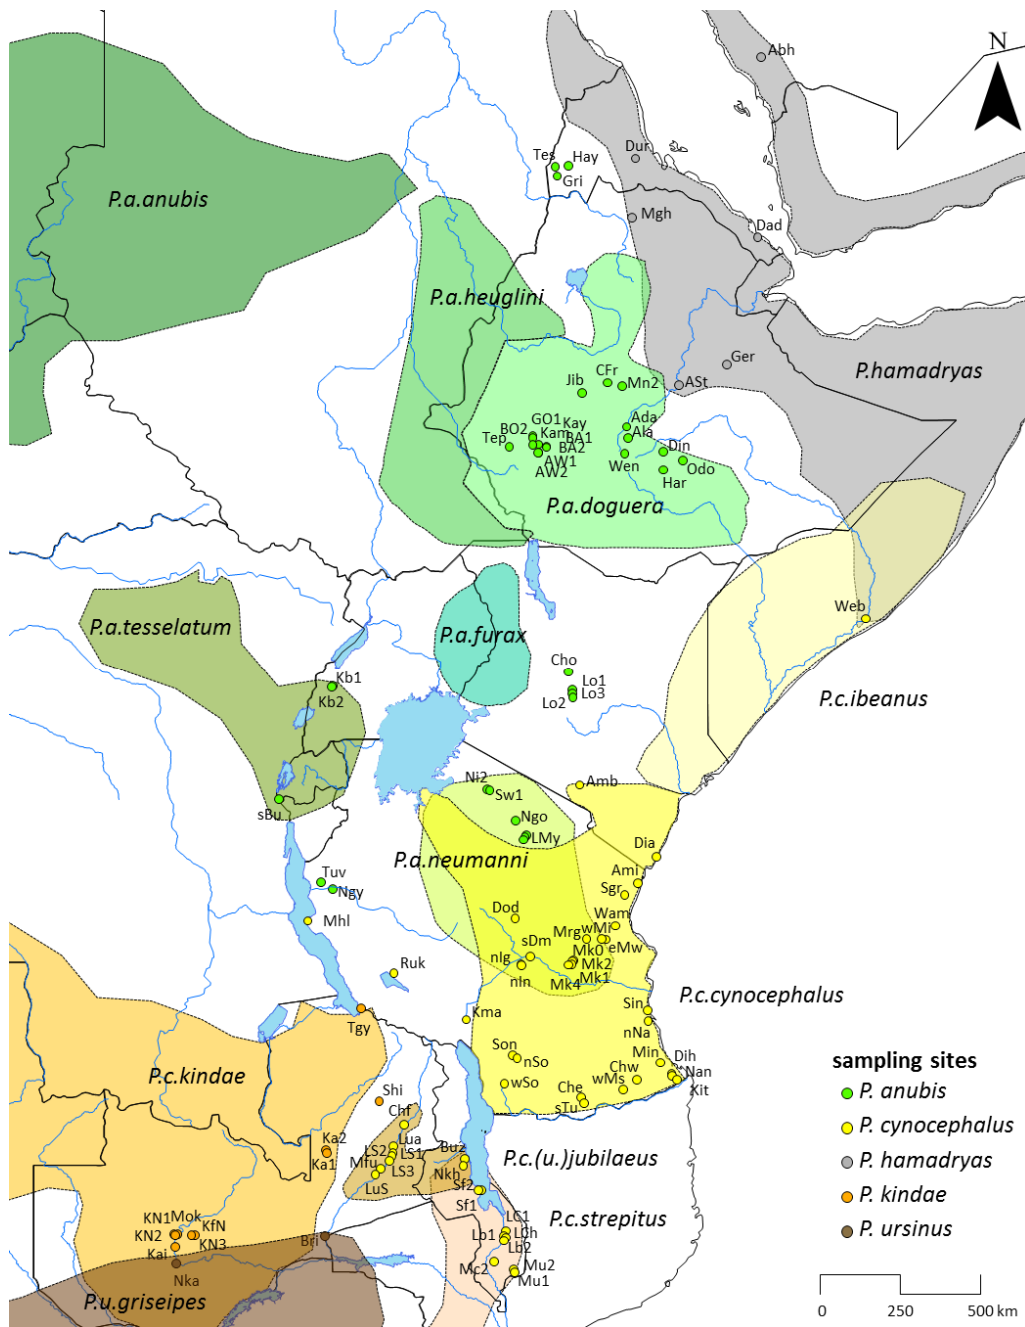 Abh
N
Dur
Tes
Hay
Gri
P.a.anubis
Mgh
Dad
P.a.heuglini
Ger
P.hamadryas
CFr
Jib
Mn2
ASt
GO1
Kay
Ada
BO2
Kam
BA1
Ala
Tep
BA2
Din
AW1
Wen
Odo
AW2
Har
P.a.doguera
Web
P.a.tesselatum
P.a.furax
Cho
Kb1
Lo1
Lo3
Kb2
Lo2
P.c.ibeanus
Ni2
Amb
Sw1
sBu
Ngo
LMy
Dia
P.a.neumanni
Tuv
Ami
Ngy
Sgr
Mhl
Dod
Wam
Mrg
wMi
eMw
sDm
Mk0
nIg
Mk2
Ruk
Mk1
nIn
Mk4
P.c.cynocephalus
Tgy
Kma
Sin
nNa
Son
P.c.kindae
nSo
Min
Dih
sampling sites
Chw
Nan
wSo
wMs
Kit
Shi
Che
P. anubis
Chf
sTu
P. cynocephalus
Ka2
Lua
LS2
LS1
Bu2
P.c.(u.)jubilaeus
Ka1
Mfu
LS3
Nkh
P. hamadryas
LuS
Sf2
P. kindae
Sf1
P.c.strepitus
KN1
Mok
KfN
LC1
P. ursinus
KN2
KN3
Bri
Lp1
LCh
Kai
Lb2
Nka
Mc2
Mu2
Mu1
P.u.griseipes
0
250
500 km